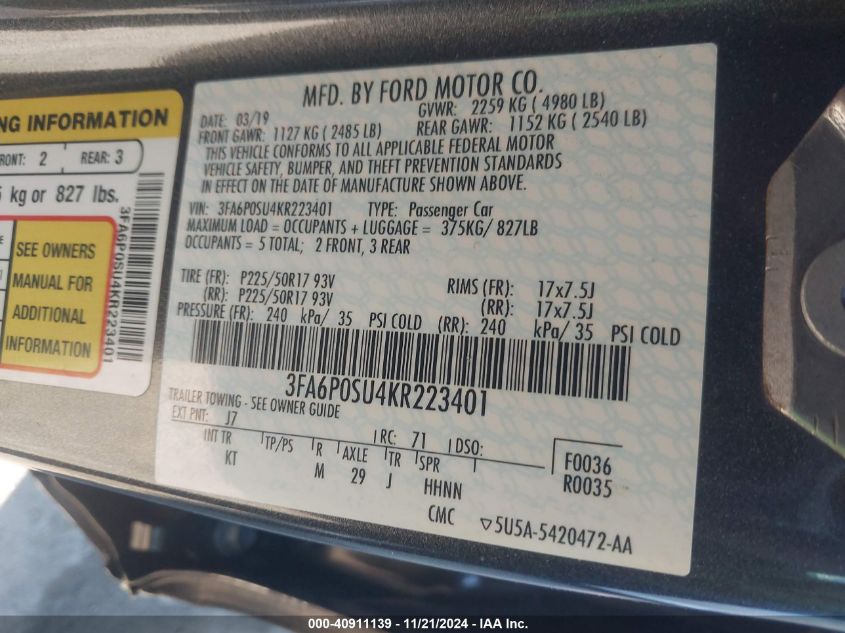 NG INFORMATION
RONT: 2 REAR: 3
kg or 827 lbs.
SEE OWNERS
MANUAL FOR
ADDITIONAL
INFORMATION
3FA6P0SU4KR223401
MFD. BY FORD MOTOR CO.
DATE: 03/19 GVWR: 2259 KG ( 4980 LB)
FRONT GAWR: 1127 KG ( 2485 LB) REAR GAWR: 1152 KG ( 2540 LB)
THIS VEHICLE CONFORMS TO ALL APPLICABLE FEDERAL MOTOR
VEHICLE SAFETY, BUMPER, AND THEFT PREVENTION STANDARDS
IN EFFECT ON THE DATE OF MANUFACTURE SHOWN ABOVE.
VIN: 3FA6P0SU4KR223401 TYPE: Passenger Car
MAXIMUM LOAD = OCCUPANTS + LUGGAGE = 375KG/ 827LB
OCCUPANTS = 5 TOTAL; 2 FRONT, 3 REAR
TIRE (FR): P225/50R17 93V RIMS (FR): 17x7.5J
(RR): P225/50R17 93V (RR): 17x7.5J
PRESSURE (FR): 240 kPa/ 35 PSI COLD (RR): 240 kPa/ 35 PSI COLD
3FA6P0SU4KR223401
TRAILER TOWING - SEE OWNER GUIDE
EXT PNT: J7 RC: 71 DSO:
INT TR TP/PS R AXLE TR SPR F0036
KT M 29 J HHNN R0035
CMC ▽5U5A-5420472-AA
000-40911139 - 11/21/2024 - IAA Inc.